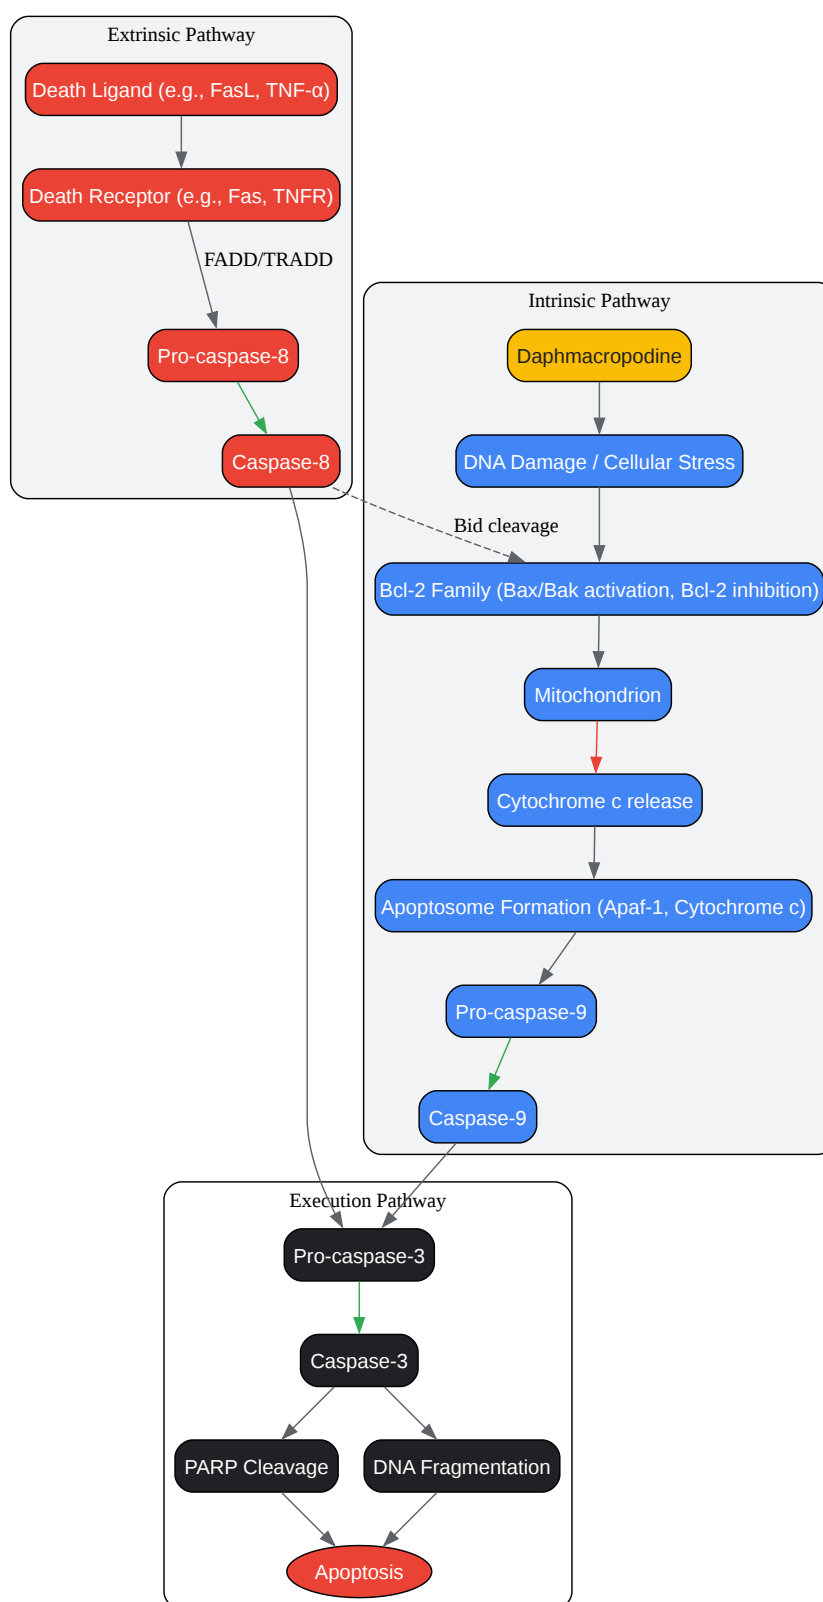 Extrinsic Pathway
Death Ligand (e.g., FasL, TNF-α)
Death Receptor (e.g., Fas, TNFR)
FADD/TRADD
Pro-caspase-8
Caspase-8
Intrinsic Pathway
Daphmacropodine
DNA Damage / Cellular Stress
Bid cleavage
Bcl-2 Family (Bax/Bak activation, Bcl-2 inhibition)
Mitochondrion
Cytochrome c release
Apoptosome Formation (Apaf-1, Cytochrome c)
Pro-caspase-9
Caspase-9
Execution Pathway
Pro-caspase-3
Caspase-3
PARP Cleavage
DNA Fragmentation
Apoptosis